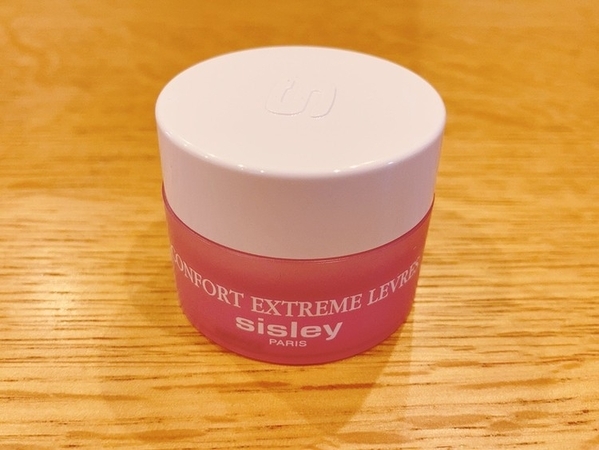 S
CONFORT EXTREME LEVRES
sisley
PARIS